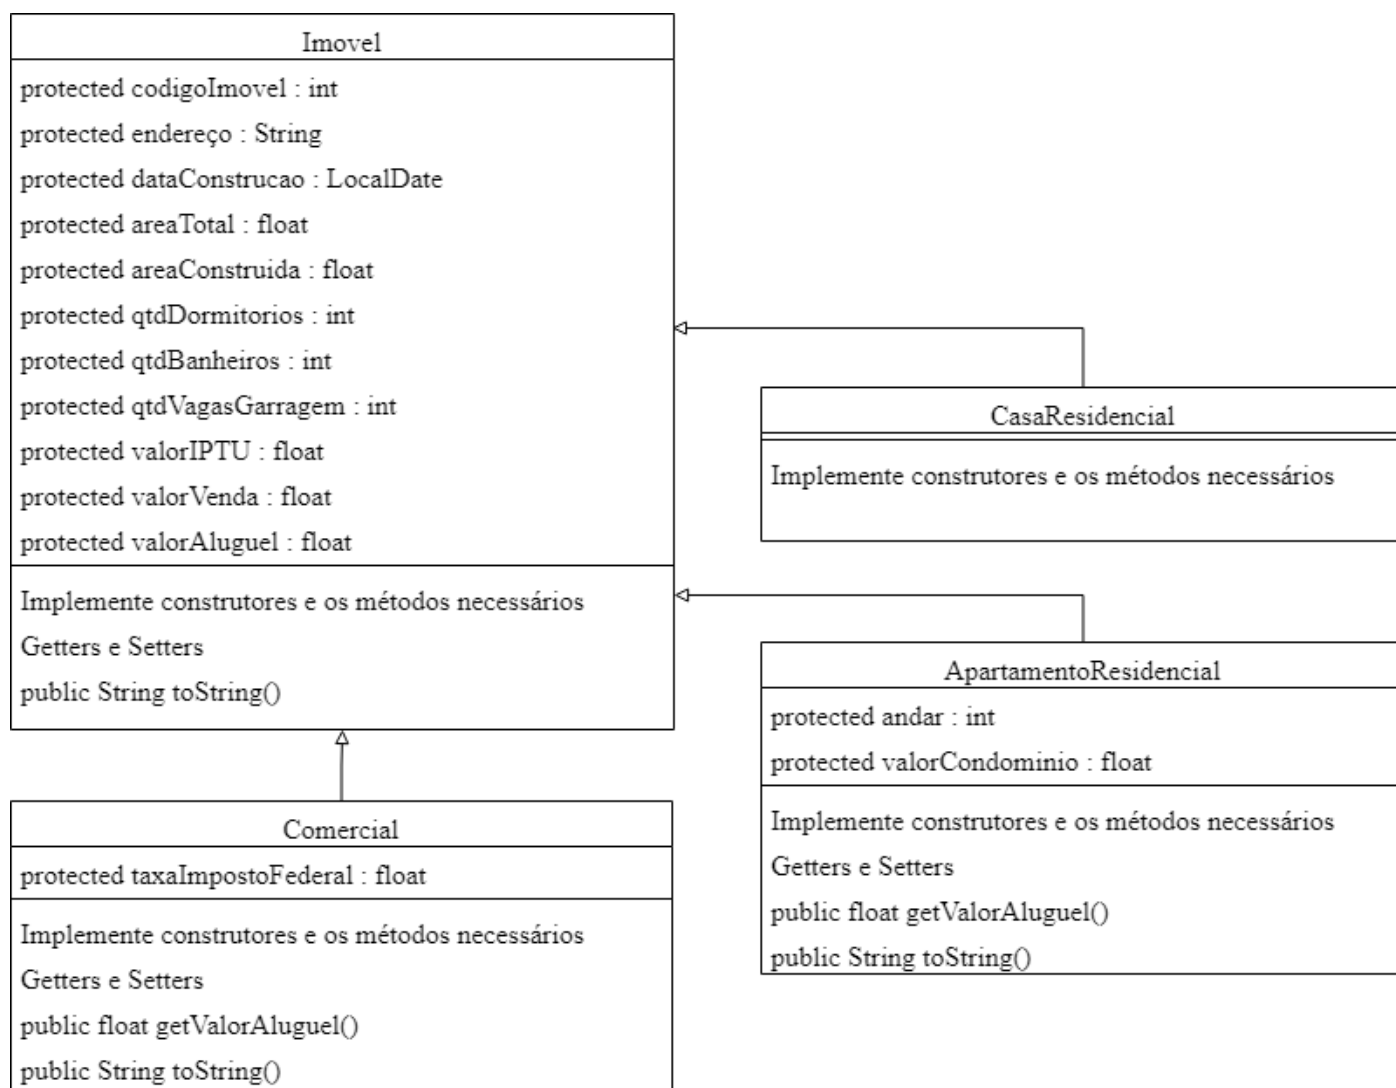 Imovel
protected codigoImovel : int
protected endereço : String
protected dataConstrucao : LocalDate
protected areaTotal : float
protected areaConstruida : float
protected qtdDormitorios : int
protected qtdBanheiros : int
protected qtdVagasGarragem : int
protected valorIPTU : float
protected valorVenda : float
protected valorAluguel : float
Implemente construtores e os métodos necessários
Getters e Setters
public String toString()
CasaResidencial
Implemente construtores e os métodos necessários
ApartamentoResidencial
protected andar : int
protected valorCondominio : float
Implemente construtores e os métodos necessários
Getters e Setters
public float getValorAluguel()
public String toString()
Comercial
protected taxaImpostoFederal : float
Implemente construtores e os métodos necessários
Getters e Setters
public float getValorAluguel()
public String toString()